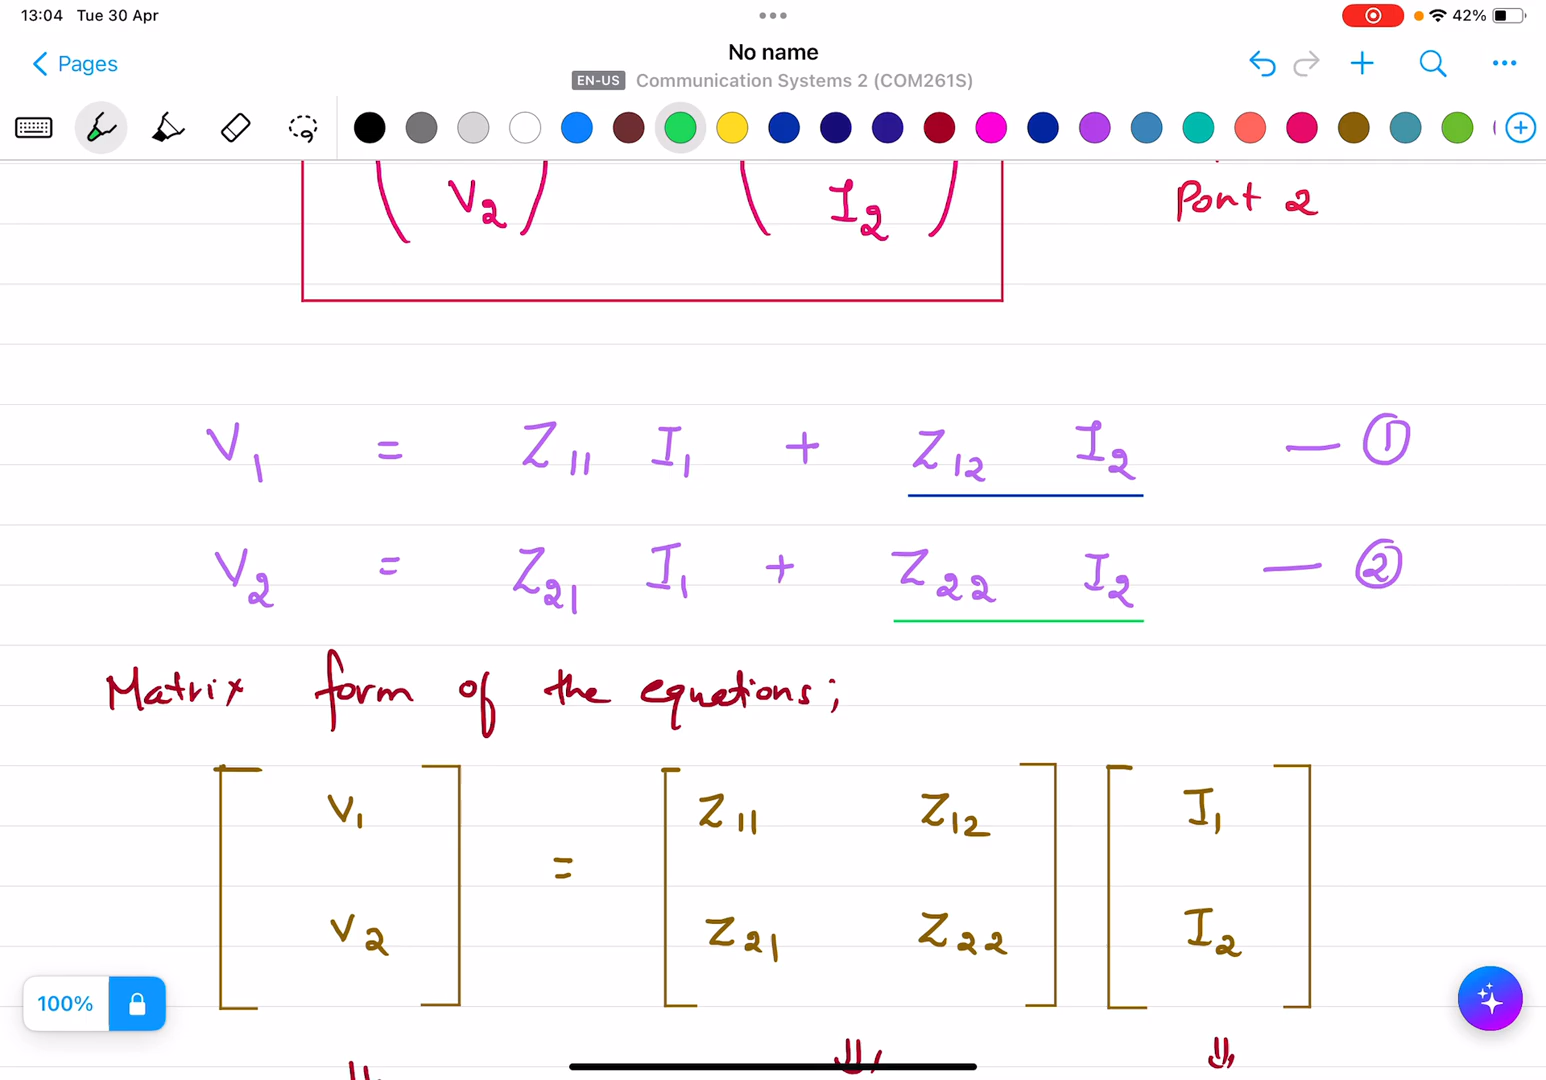 13:04 Tue 30 Apr 42%
Pages
No name
EN-US Communication Systems 2 (COM261S)
V2 I2 Port 2
V1 = Z11 I1 + Z12 I2 — ①
V2 = Z21 I1 + Z22 I2 — ②
Matrix form of the equations;
V1 Z11 Z12 I1
=
V2 Z21 Z22 I2
100%